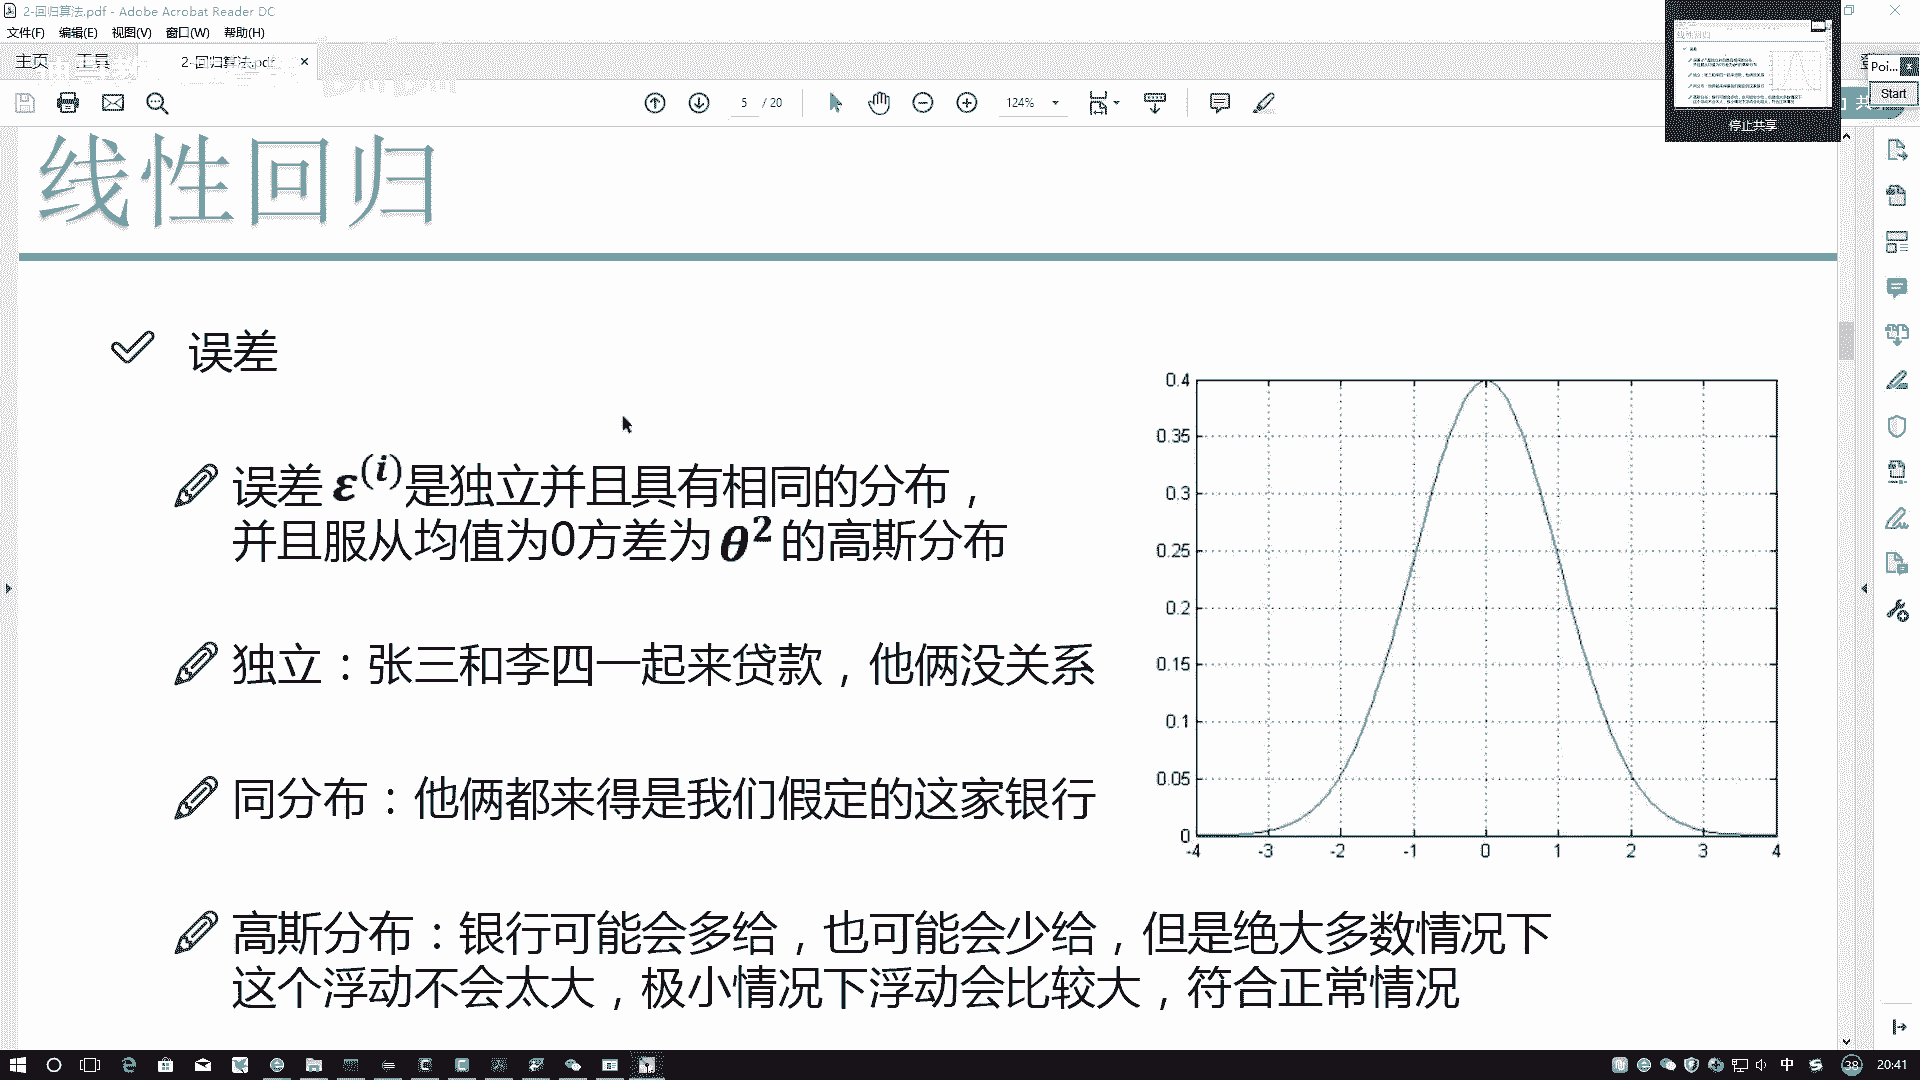 2-回归算法.pdf - Adobe Acrobat Reader DC
文件(F) 编辑(E) 视图(V) 窗口(W) 帮助(H)
主页 工具 2-回归算法.pdf ×
5 / 20 124%
Poi...
Start
停止共享
线性回归
误差
误差 ε(i)是独立并且具有相同的分布，
并且服从均值为0方差为 θ² 的高斯分布
独立：张三和李四一起来贷款，他俩没关系
同分布：他俩都来得是我们假定的这家银行
高斯分布：银行可能会多给，也可能会少给，但是绝大多数情况下
这个浮动不会太大，极小情况下浮动会比较大，符合正常情况
0.4
0.35
0.3
0.25
0.2
0.15
0.1
0.05
0
-4 -3 -2 -1 0 1 2 3 4
中 38 20:41